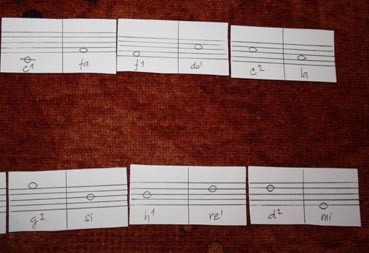 c¹ fa f¹ do¹ c² la
g² si h¹ re¹ d² mi